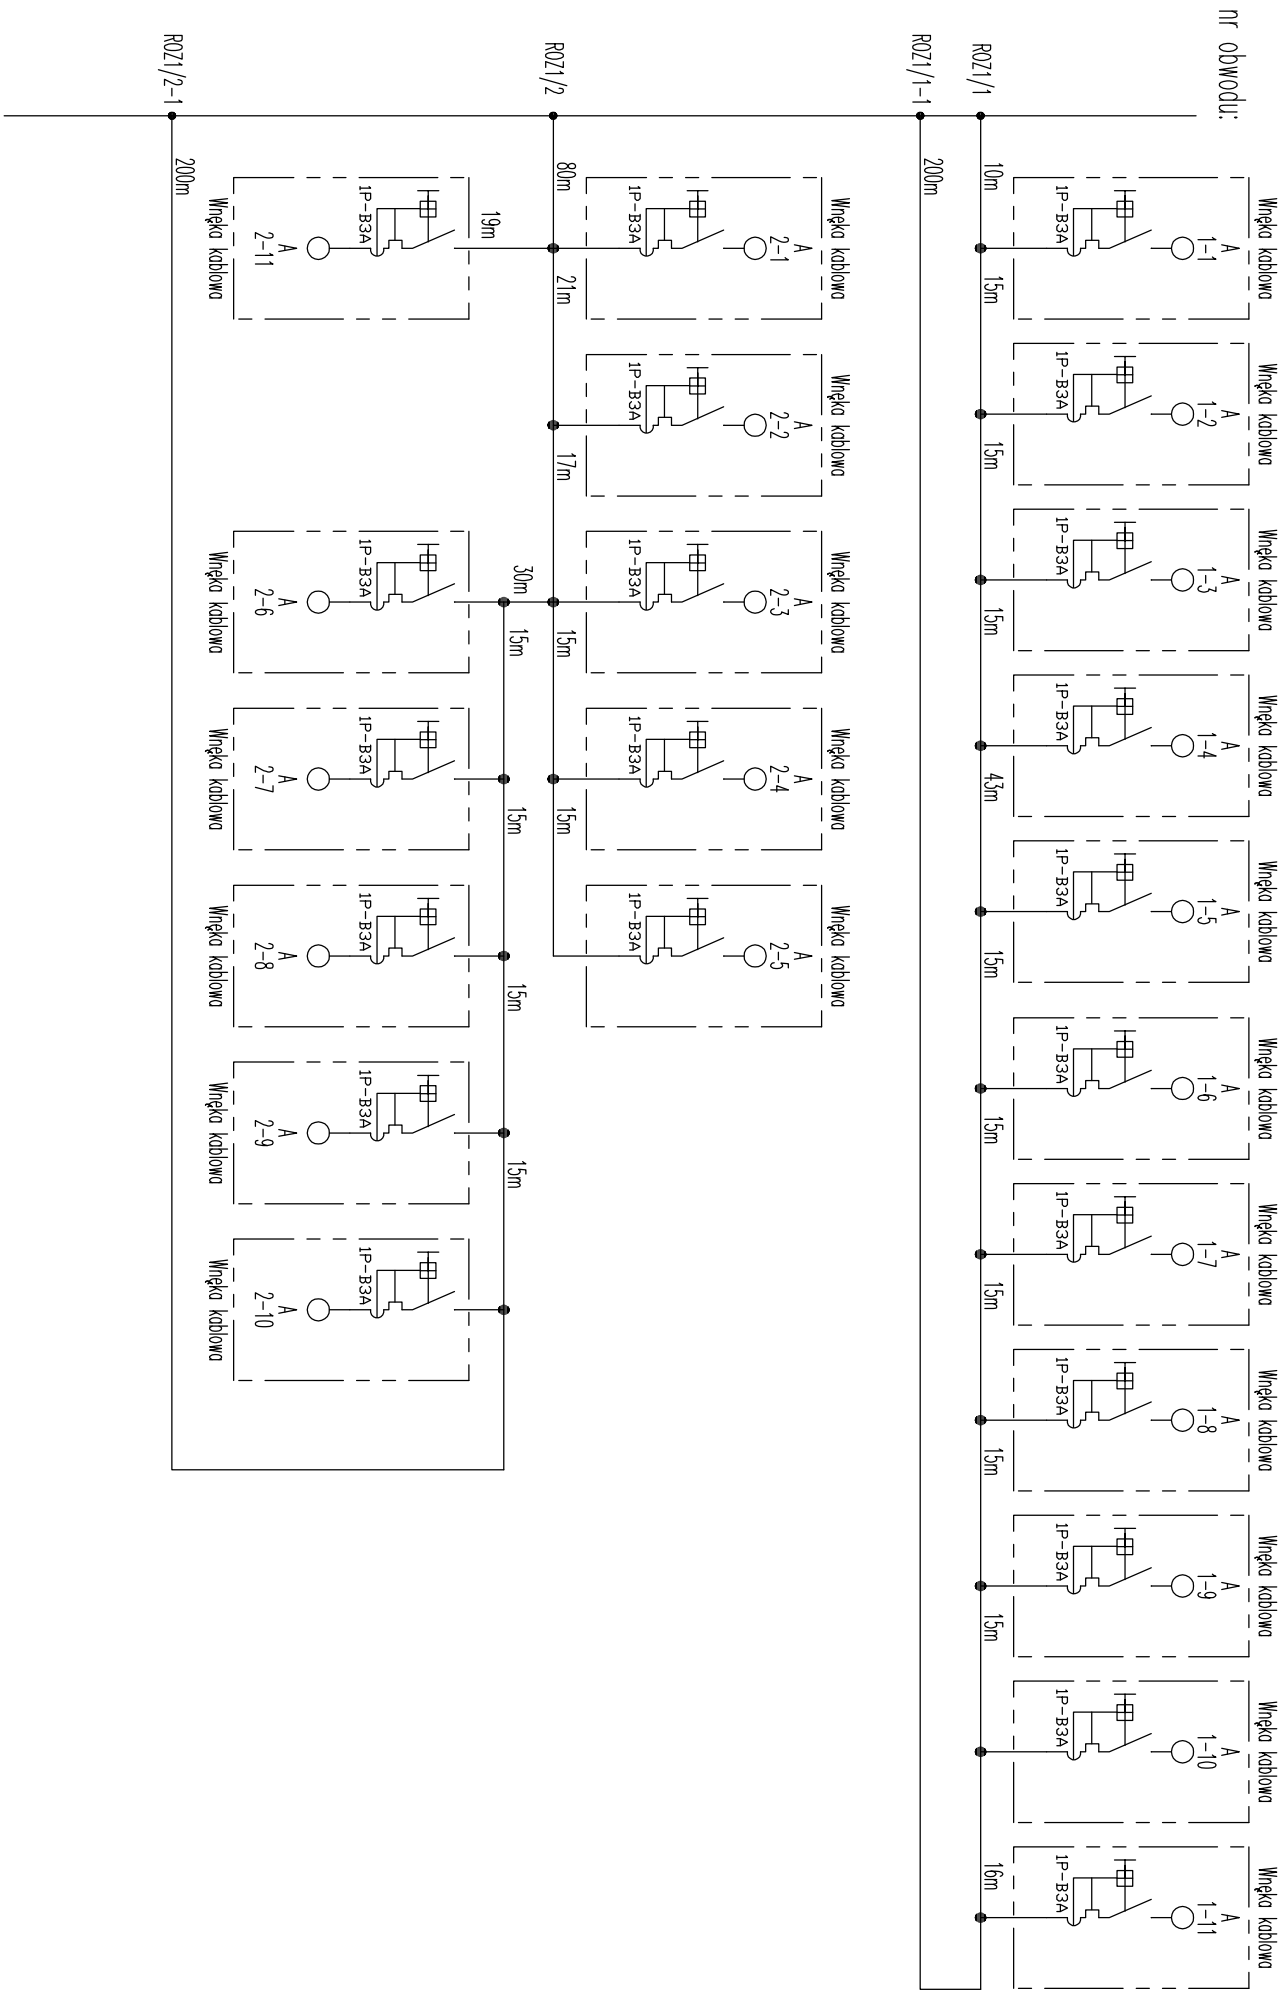 nr obwodu:
ROZ1/1
10m
15m
15m
15m
43m
15m
15m
15m
15m
15m
16m
Wnęka kablowa
A
1-1
1P-B3A
Wnęka kablowa
A
1-2
1P-B3A
Wnęka kablowa
A
1-3
1P-B3A
Wnęka kablowa
A
1-4
1P-B3A
Wnęka kablowa
A
1-5
1P-B3A
Wnęka kablowa
A
1-6
1P-B3A
Wnęka kablowa
A
1-7
1P-B3A
Wnęka kablowa
A
1-8
1P-B3A
Wnęka kablowa
A
1-9
1P-B3A
Wnęka kablowa
A
1-10
1P-B3A
Wnęka kablowa
A
1-11
1P-B3A
ROZ1/1-1
200m
ROZ1/2
80m
21m
17m
15m
15m
Wnęka kablowa
A
2-1
1P-B3A
Wnęka kablowa
A
2-2
1P-B3A
Wnęka kablowa
A
2-3
1P-B3A
Wnęka kablowa
A
2-4
1P-B3A
Wnęka kablowa
A
2-5
1P-B3A
19m
30m
15m
15m
15m
15m
1P-B3A
2-11
A
Wnęka kablowa
1P-B3A
2-6
A
Wnęka kablowa
1P-B3A
2-7
A
Wnęka kablowa
1P-B3A
2-8
A
Wnęka kablowa
1P-B3A
2-9
A
Wnęka kablowa
1P-B3A
2-10
A
Wnęka kablowa
ROZ1/2-1
200m